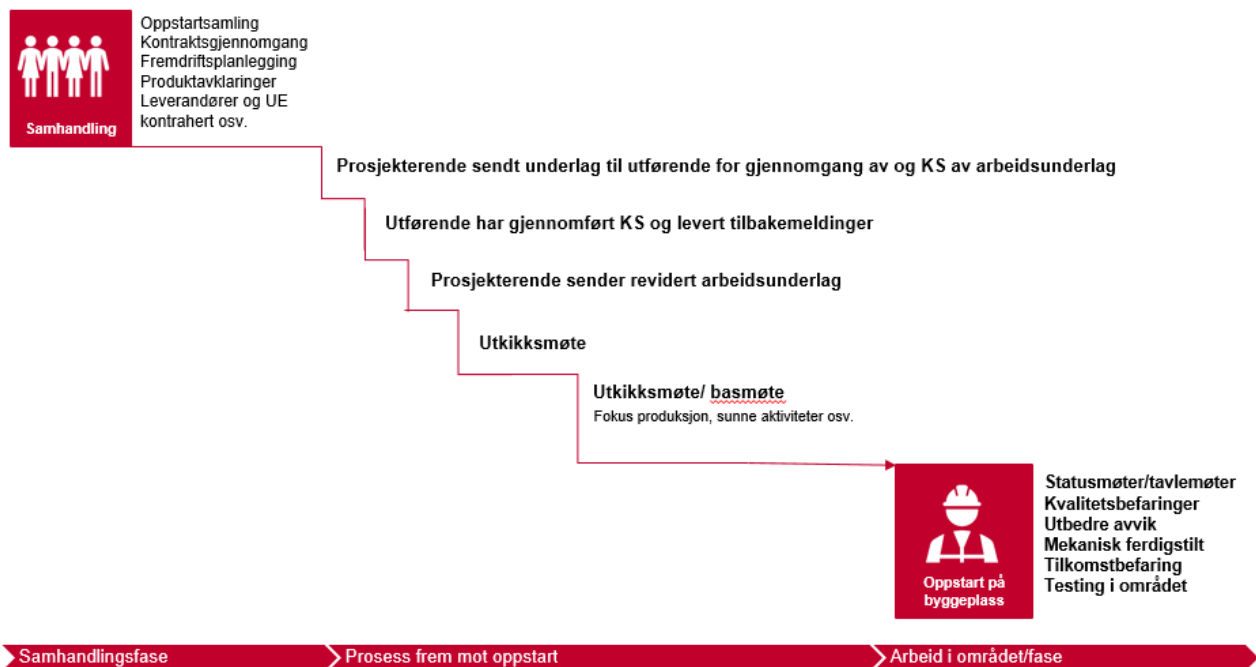 Oppstartsamling
Kontraktsgjennomgang
Fremdriftsplanlegging
Produktavklaringer
Leverandører og UE
kontrahert osv.
Samhandling
Prosjekterende sendt underlag til utførende for gjennomgang av og KS av arbeidsunderlag
Utførende har gjennomført KS og levert tilbakemeldinger
Prosjekterende sender revidert arbeidsunderlag
Utkikksmøte
Utkikksmøte/ basmøte
Fokus produksjon, sunne aktiviteter osv.
Statusmøter/tavlemøter
Kvalitetsbefaringer
Utbedre avvik
Mekanisk ferdigstilt
Tilkomstbefaring
Testing i området
Oppstart på
byggeplass
Samhandlingsfase
Prosess frem mot oppstart
Arbeid i området/fase